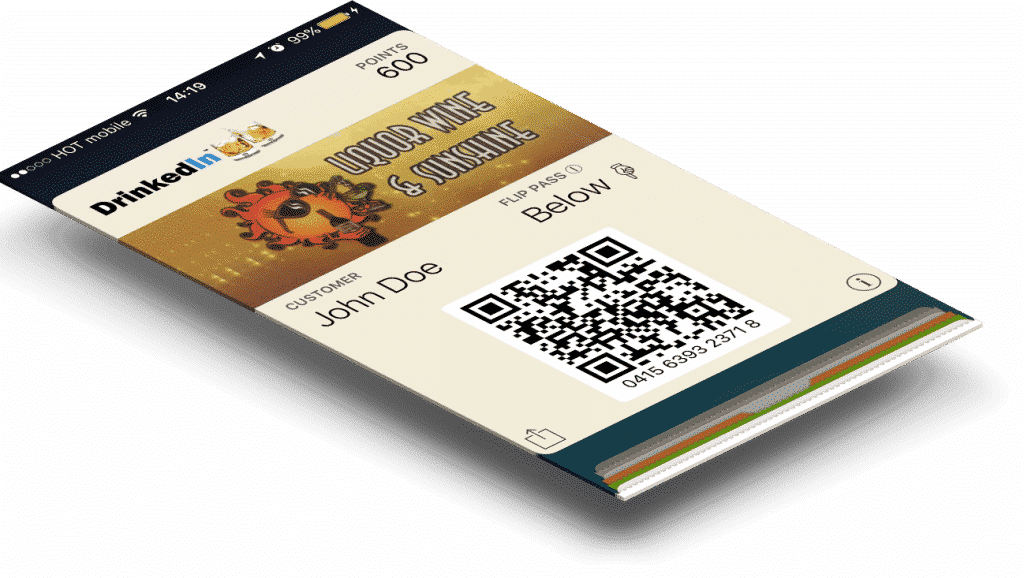 HOT mobile 14:19 99%
DrinkedIn
POINTS
600
LIQUOR WINE
& SUNSHINE
CUSTOMER
John Doe
FLIP PASS
Below
0415 6393 2371 8